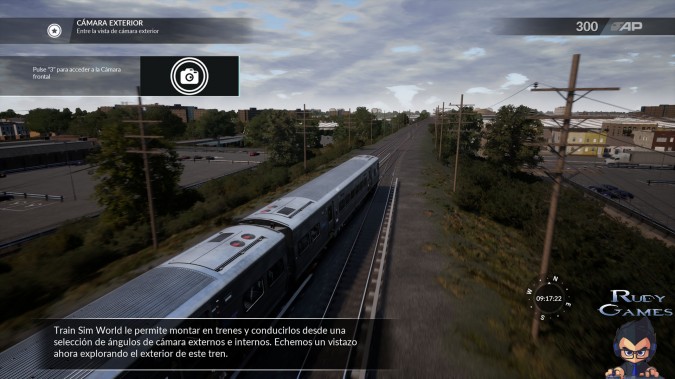 CÁMARA EXTERIOR
Entre la vista de cámara exterior
300 AP
Pulse "3" para acceder a la Cámara
frontal
N
W
E
09:17:22
S
Rudy
Games
Train Sim World le permite montar en trenes y conducirlos desde una
selección de ángulos de cámara externos e internos. Echemos un vistazo
ahora explorando el exterior de este tren.